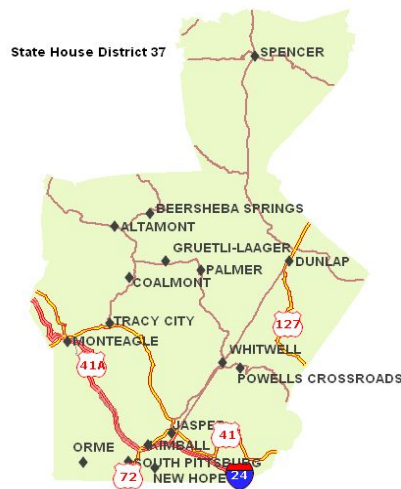 State House District 37
SPENCER
BEERSHEBA SPRINGS
ALTAMONT
GRUETLI-LAAGER
DUNLAP
PALMER
COALMONT
TRACY CITY
127
MONTEAGLE
WHITWELL
41A
POWELLS CROSSROADS
JASPER
41
KIMBALL
ORME
SOUTH PITTSBURG
24
72
NEW HOPE